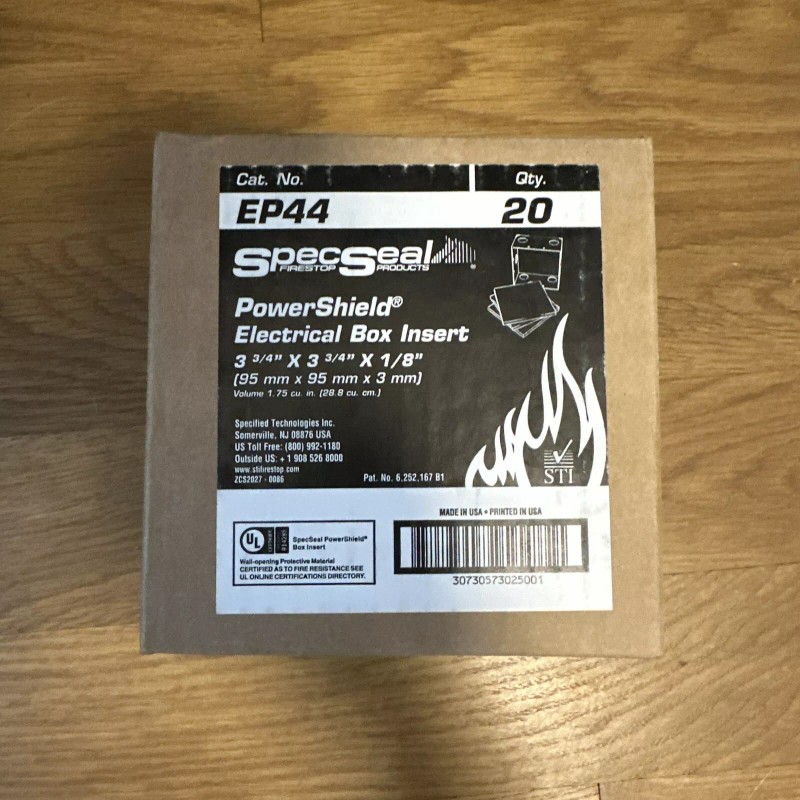 Cat. No.
Qty.
EP44
20
SpecSeal®
FIRESTOP PRODUCTS
PowerShield®
Electrical Box Insert
3 3/4" X 3 3/4" X 1/8"
(95 mm x 95 mm x 3 mm)
Volume 1.75 cu. in. (28.8 cu. cm.)
Specified Technologies Inc.
Somerville, NJ 08876 USA
US Toll Free: (800) 992-1180
Outside US: + 1 908 526 8000
www.stifirestop.com
ZCS2027 - 0086
Pat. No. 6,252,167 B1
STI
MADE IN USA • PRINTED IN USA
UL
SpecSeal PowerShield®
Box Insert
Wall-opening Protective Material
CERTIFIED AS TO FIRE RESISTANCE SEE
UL ONLINE CERTIFICATIONS DIRECTORY.
30730573025001